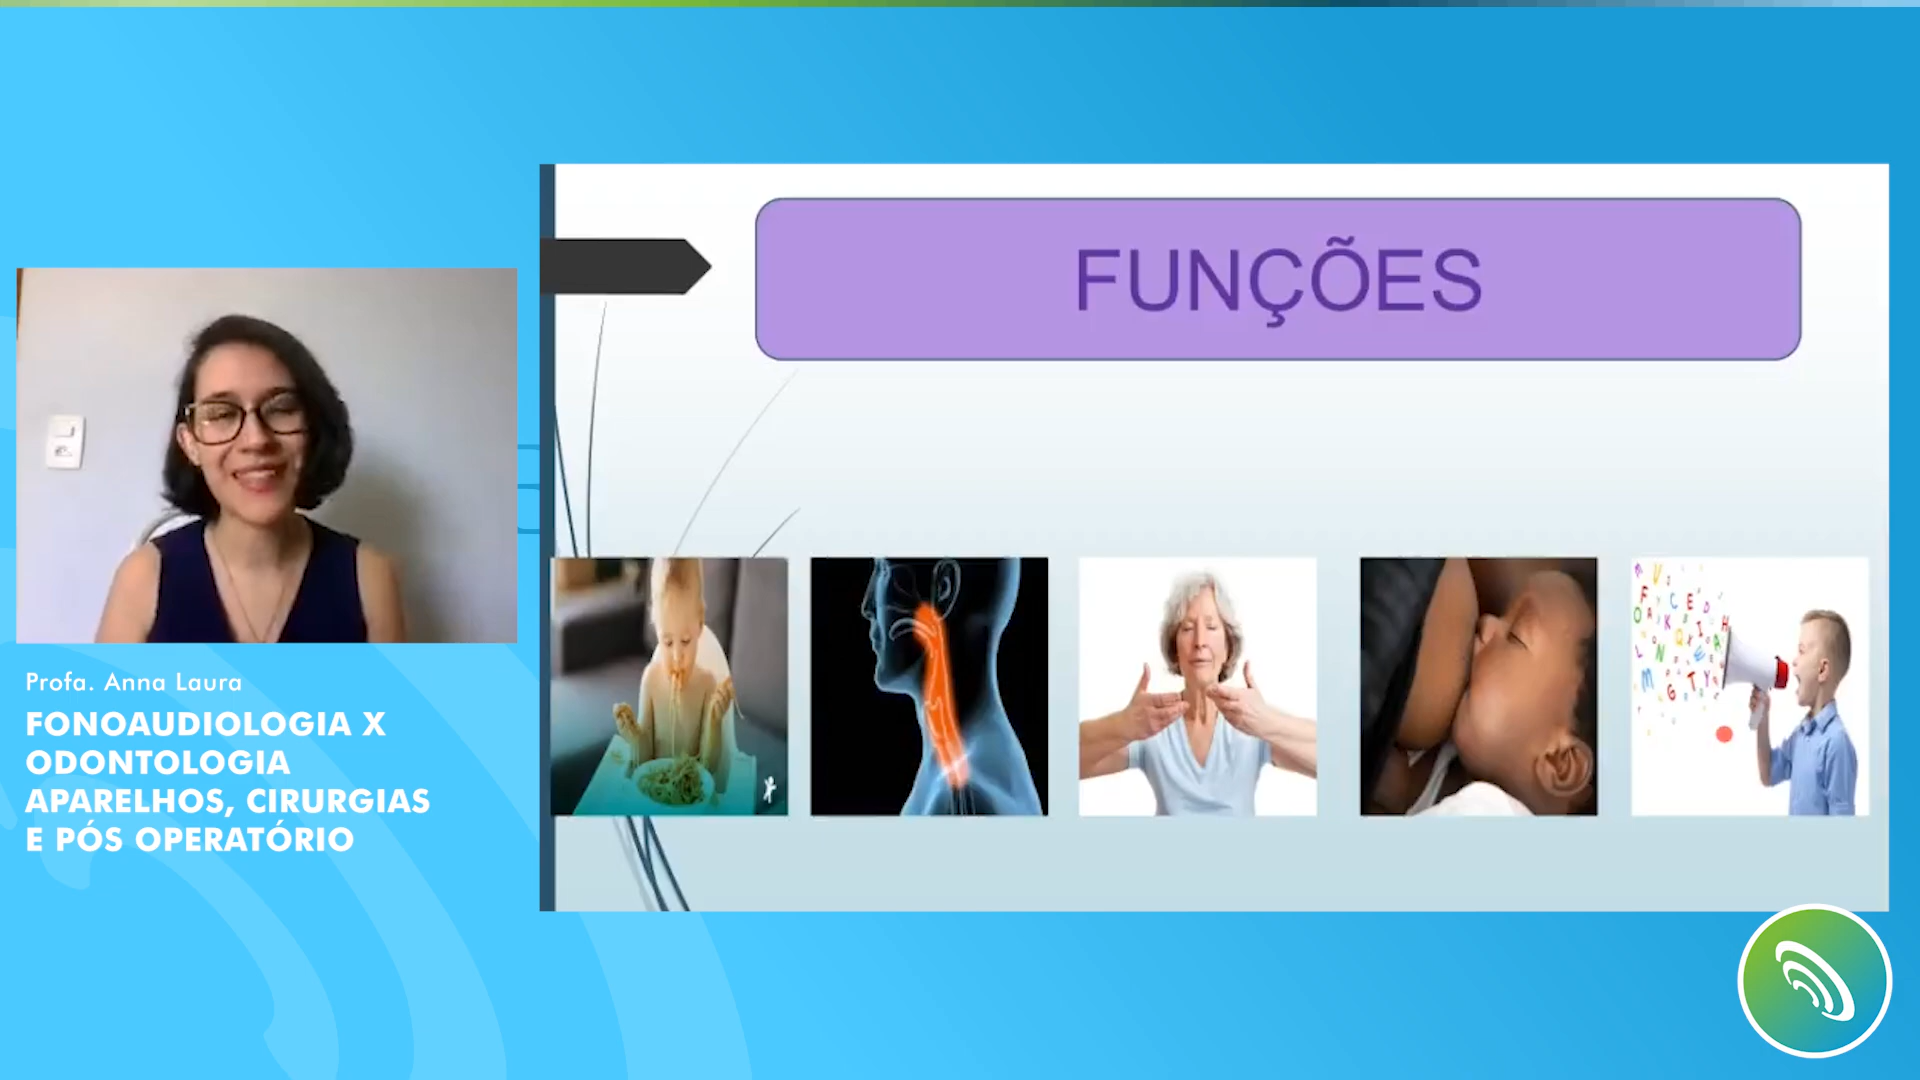 FUNÇÕES
Profa. Anna Laura
FONOAUDIOLOGIA X
ODONTOLOGIA
APARELHOS, CIRURGIAS
E PÓS OPERATÓRIO